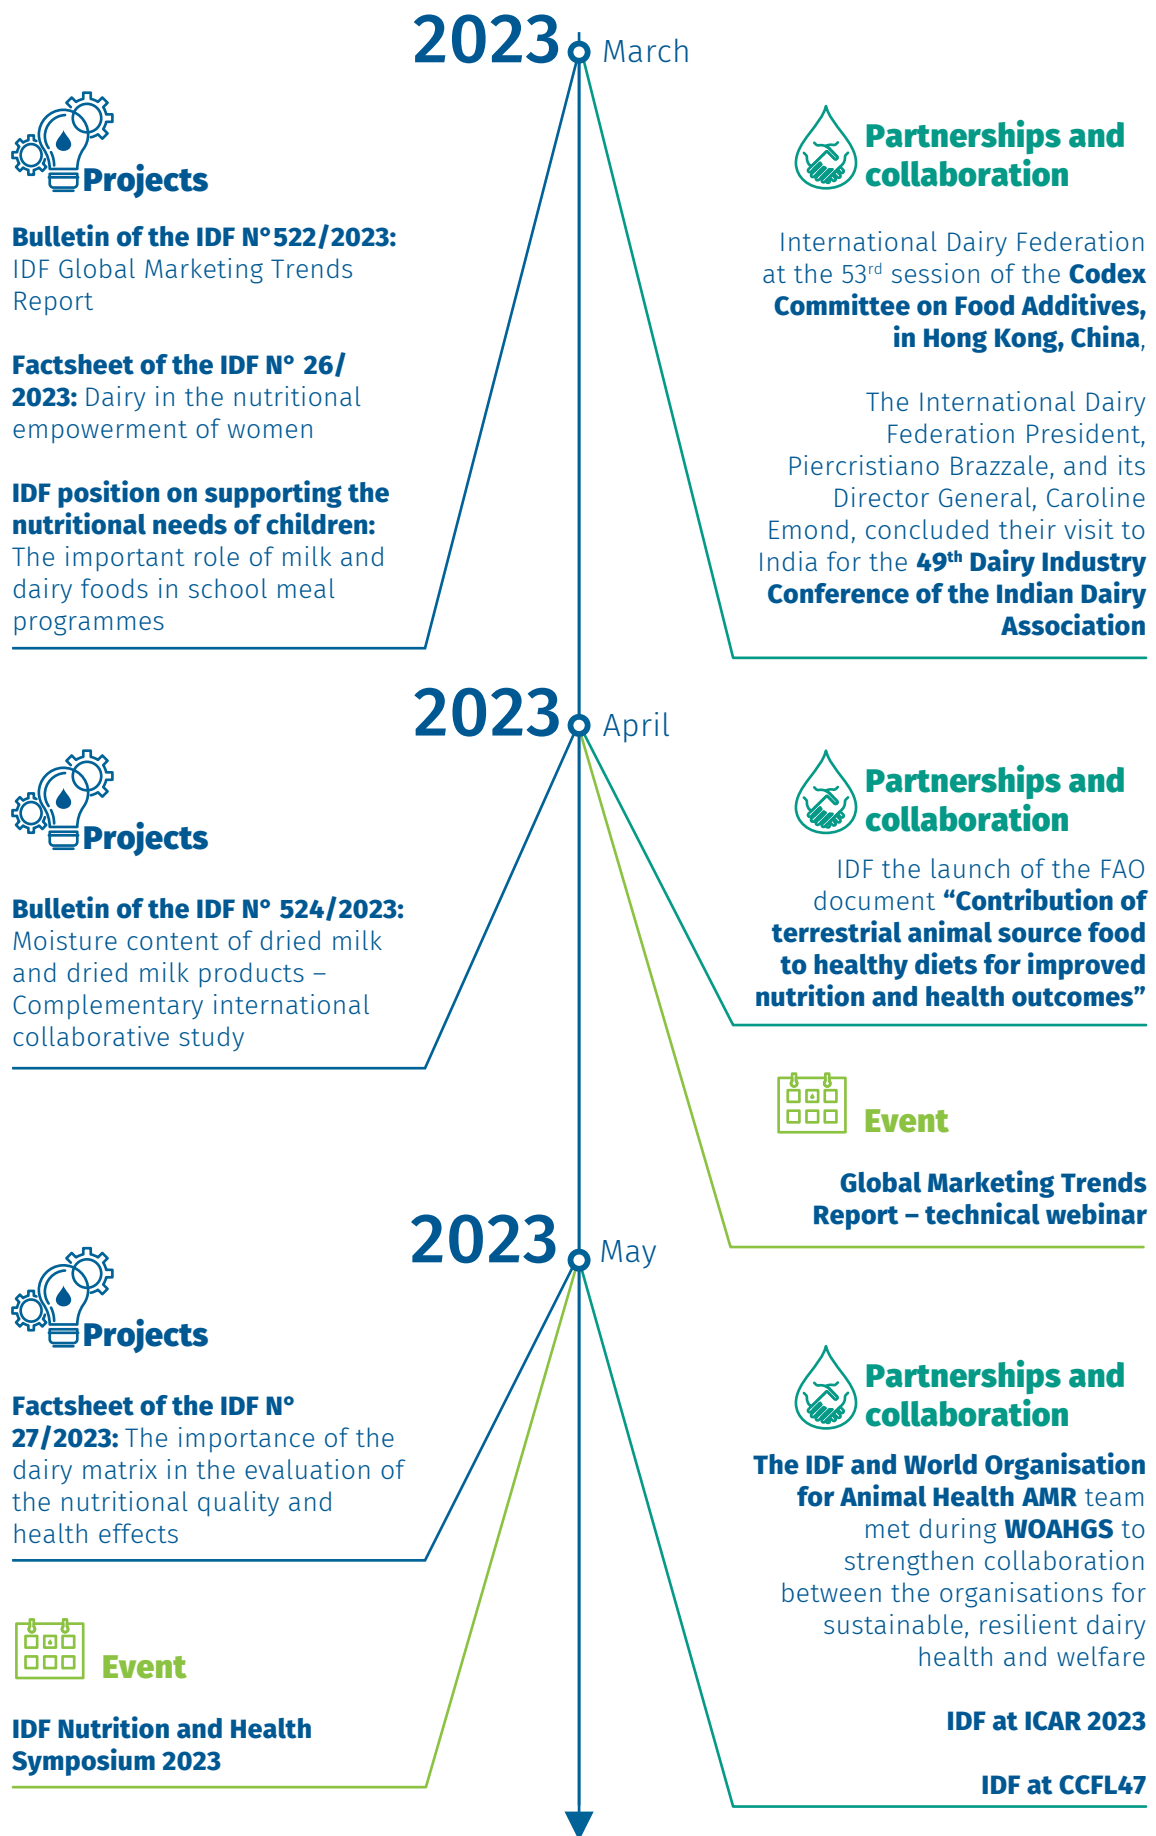 2023 March
Projects
Bulletin of the IDF N°522/2023:
IDF Global Marketing Trends
Report
Factsheet of the IDF N° 26/
2023: Dairy in the nutritional
empowerment of women
IDF position on supporting the
nutritional needs of children:
The important role of milk and
dairy foods in school meal
programmes
Partnerships and
collaboration
International Dairy Federation
at the 53rd session of the Codex
Committee on Food Additives,
in Hong Kong, China,
The International Dairy
Federation President,
Piercristiano Brazzale, and its
Director General, Caroline
Emond, concluded their visit to
India for the 49th Dairy Industry
Conference of the Indian Dairy
Association
2023 April
Projects
Bulletin of the IDF N° 524/2023:
Moisture content of dried milk
and dried milk products –
Complementary international
collaborative study
Partnerships and
collaboration
IDF the launch of the FAO
document “Contribution of
terrestrial animal source food
to healthy diets for improved
nutrition and health outcomes”
Event
Global Marketing Trends
Report – technical webinar
2023 May
Projects
Factsheet of the IDF N°
27/2023: The importance of the
dairy matrix in the evaluation of
the nutritional quality and
health effects
Event
IDF Nutrition and Health
Symposium 2023
Partnerships and
collaboration
The IDF and World Organisation
for Animal Health AMR team
met during WOAHGS to
strengthen collaboration
between the organisations for
sustainable, resilient dairy
health and welfare
IDF at ICAR 2023
IDF at CCFL47